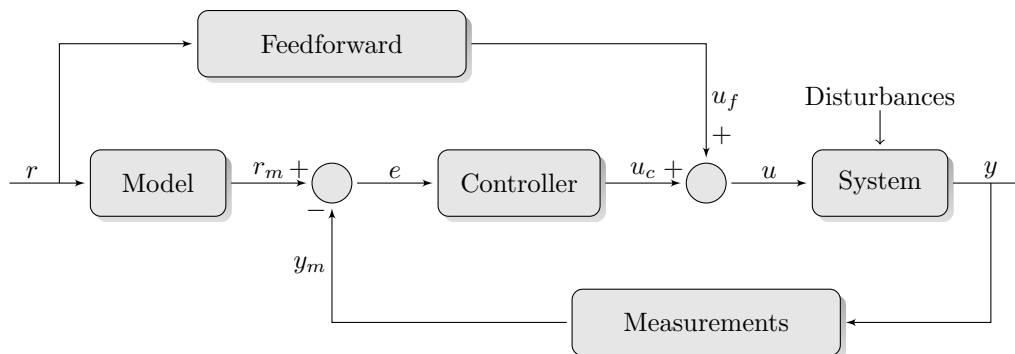 Feedforward
u_f
Disturbances
+
r
Model
r_m +
e
Controller
u_c +
u
System
y
−
y_m
Measurements